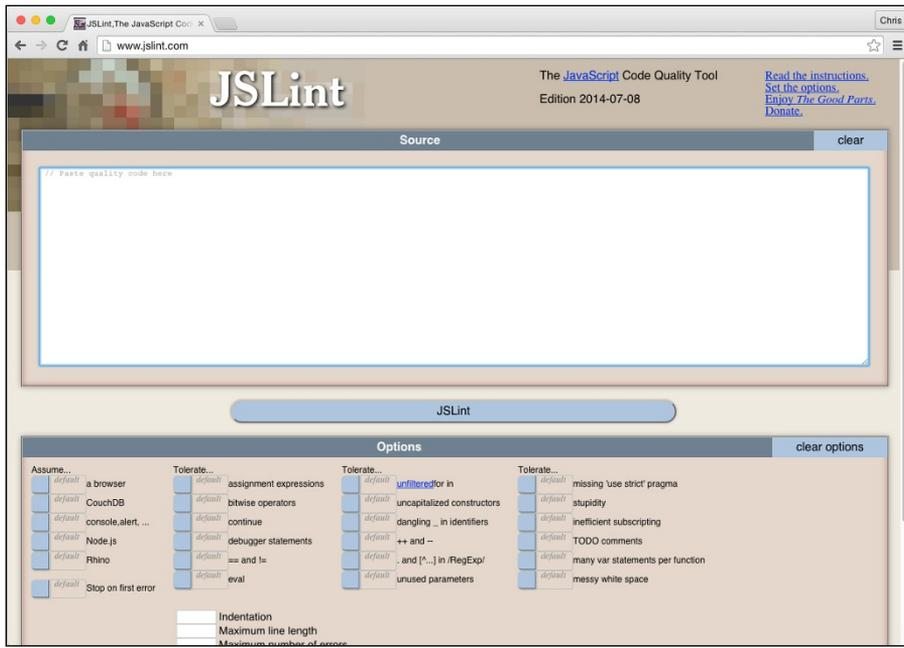 JSLint,The JavaScript Cod
Chris
www.jslint.com
JSLint
The JavaScript Code Quality Tool
Edition 2014-07-08
Read the instructions.
Set the options.
Enjoy The Good Parts.
Donate.
Source
clear
// Paste quality code here
JSLint
Options
clear options
Assume...
default a browser
default CouchDB
default console,alert, ...
default Node.js
default Rhino
default Stop on first error
Tolerate...
default assignment expressions
default bitwise operators
default continue
default debugger statements
default == and !=
default eval
Tolerate...
default unfilteredfor in
default uncapitalized constructors
default dangling _ in identifiers
default ++ and --
default . and [^...] in /RegExp/
default unused parameters
Tolerate...
default missing 'use strict' pragma
default stupidity
default inefficient subscripting
default TODO comments
default many var statements per function
default messy white space
Indentation
Maximum line length
Maximum number of errors